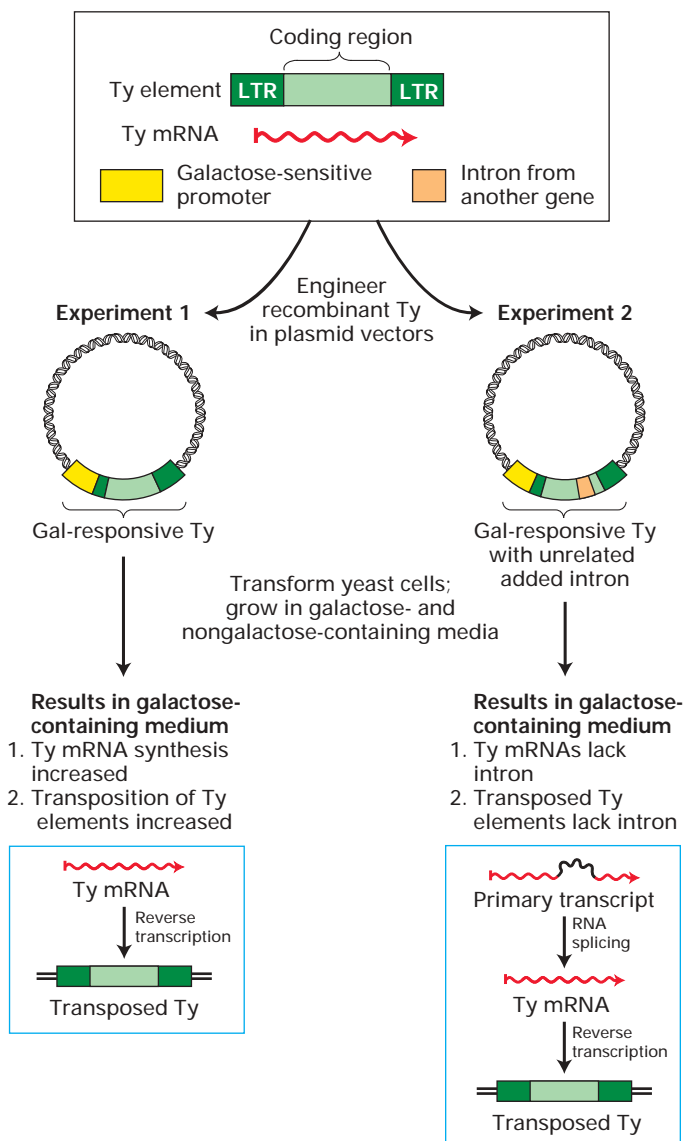 Coding region
Ty element
LTR
LTR
Ty mRNA
Galactose-sensitive
promoter
Intron from
another gene
Engineer
recombinant Ty
in plasmid vectors
Experiment 1
Experiment 2
Gal-responsive Ty
Gal-responsive Ty
with unrelated
added intron
Transform yeast cells;
grow in galactose- and
nongalactose-containing media
Results in galactose-
containing medium
1. Ty mRNA synthesis
increased
2. Transposition of Ty
elements increased
Ty mRNA
Reverse
transcription
Transposed Ty
Results in galactose-
containing medium
1. Ty mRNAs lack
intron
2. Transposed Ty
elements lack intron
Primary transcript
RNA
splicing
Ty mRNA
Reverse
transcription
Transposed Ty